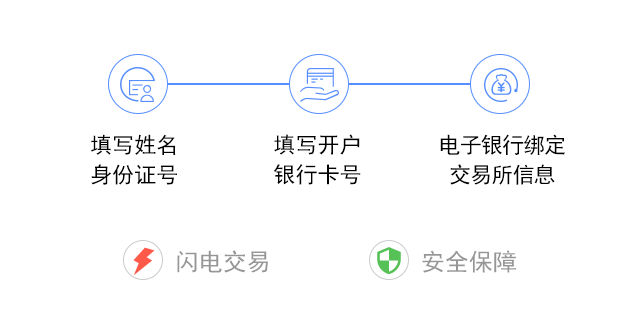 填写姓名
身份证号
填写开户
银行卡号
电子银行绑定
交易所信息
闪电交易
安全保障